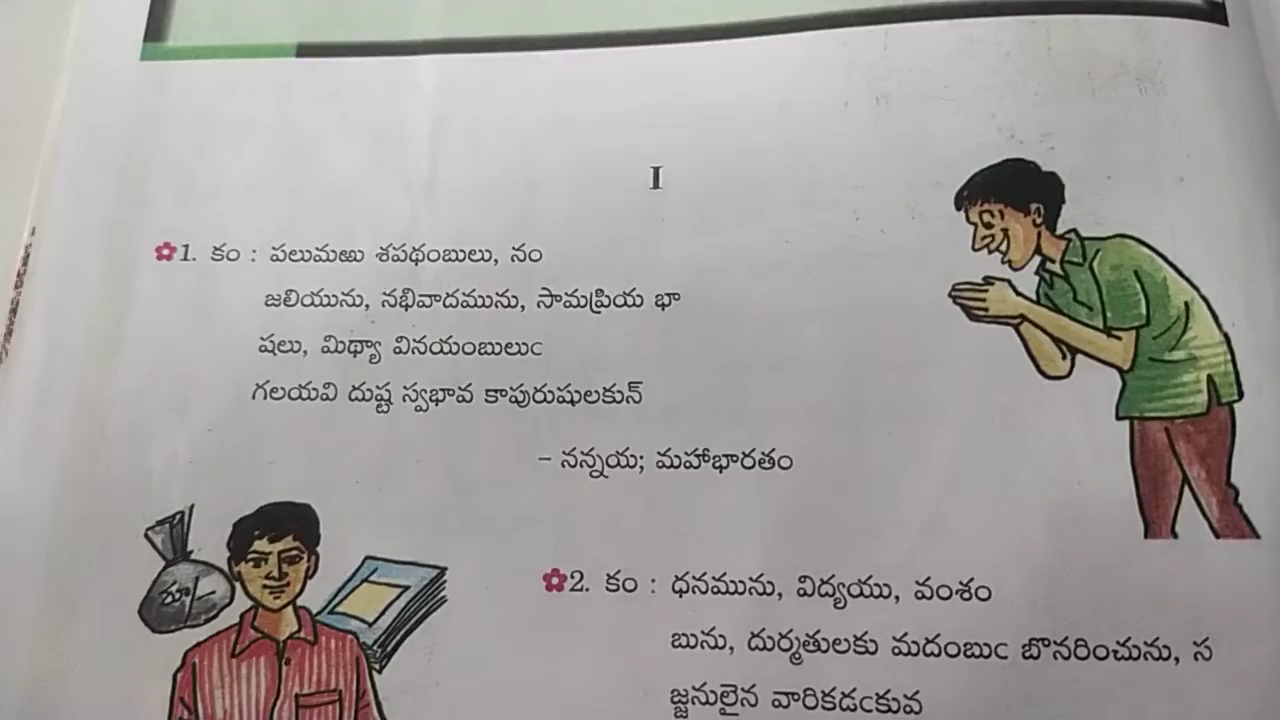 I
1. కం : పలుమఱు శపథంబులు, నం
జలియును, నభివాదమును, సామప్రియ భా
షలు, మిథ్యా వినయంబులుఁ
గలయవి దుష్ట స్వభావ కాపురుషులకున్
– నన్నయ; మహాభారతం
రూ/–
2. కం : ధనమును, విద్యయు, వంశం
బును, దుర్మతులకు మదంబుఁ బొనరించును, స
జ్జనులైన వారికడఁకువ